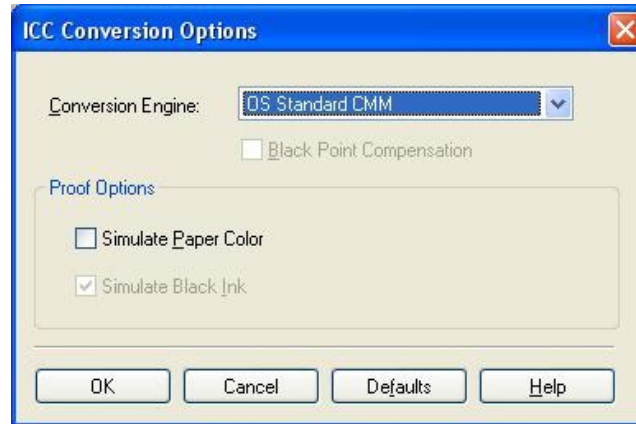 ICC Conversion Options
Conversion Engine: OS Standard CMM
Black Point Compensation
Proof Options
Simulate Paper Color
Simulate Black Ink
OK Cancel Defaults Help